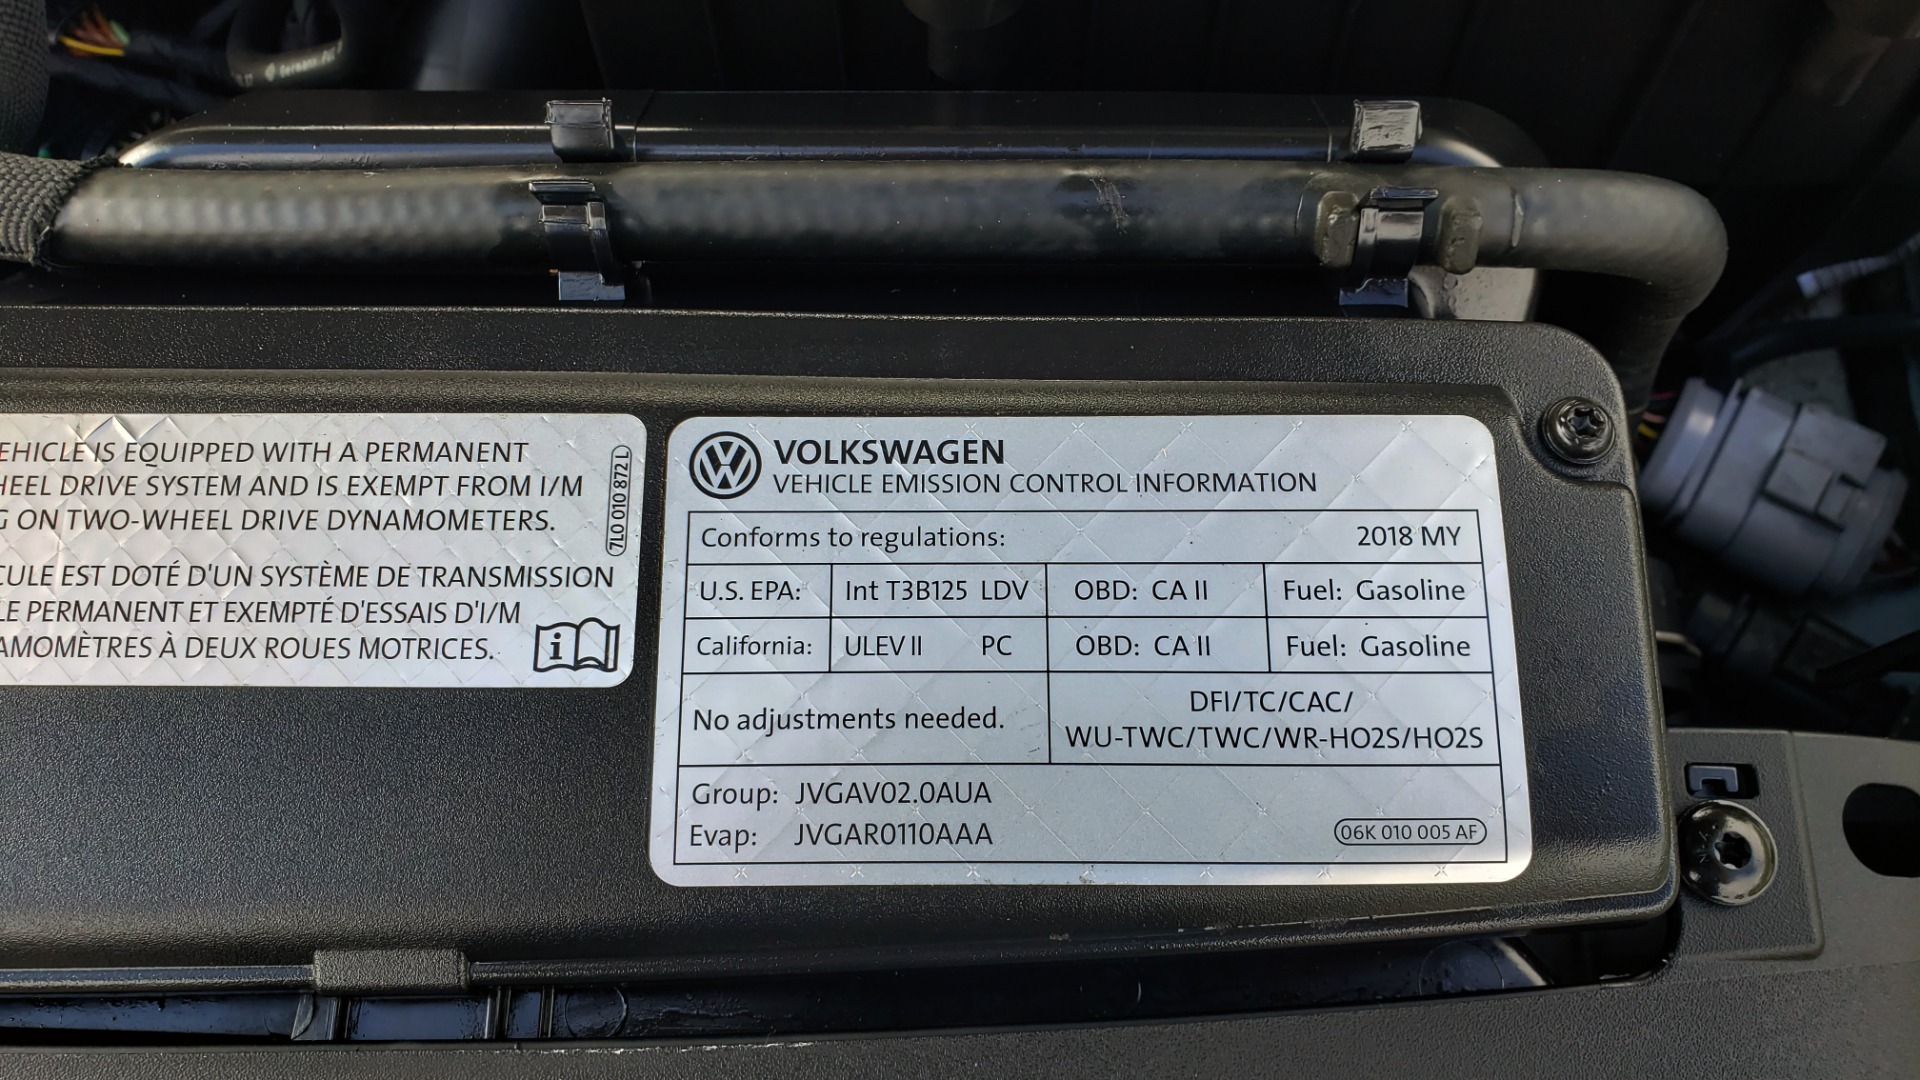 EHICLE IS EQUIPPED WITH A PERMANENT
HEEL DRIVE SYSTEM AND IS EXEMPT FROM I/M
G ON TWO-WHEEL DRIVE DYNAMOMETERS.
CULE EST DOTÉ D'UN SYSTÈME DE TRANSMISSION
LE PERMANENT ET EXEMPTÉ D'ESSAIS D'I/M
AMOMÈTRES À DEUX ROUES MOTRICES.
7L0 010 872 L
VOLKSWAGEN
VEHICLE EMISSION CONTROL INFORMATION
Conforms to regulations: 2018 MY
U.S. EPA: Int T3B125 LDV OBD: CA II Fuel: Gasoline
California: ULEV II PC OBD: CA II Fuel: Gasoline
No adjustments needed.
DFI/TC/CAC/
WU-TWC/TWC/WR-HO2S/HO2S
Group: JVGAV02.0AUA
Evap: JVGAR0110AAA
06K 010 005 AF